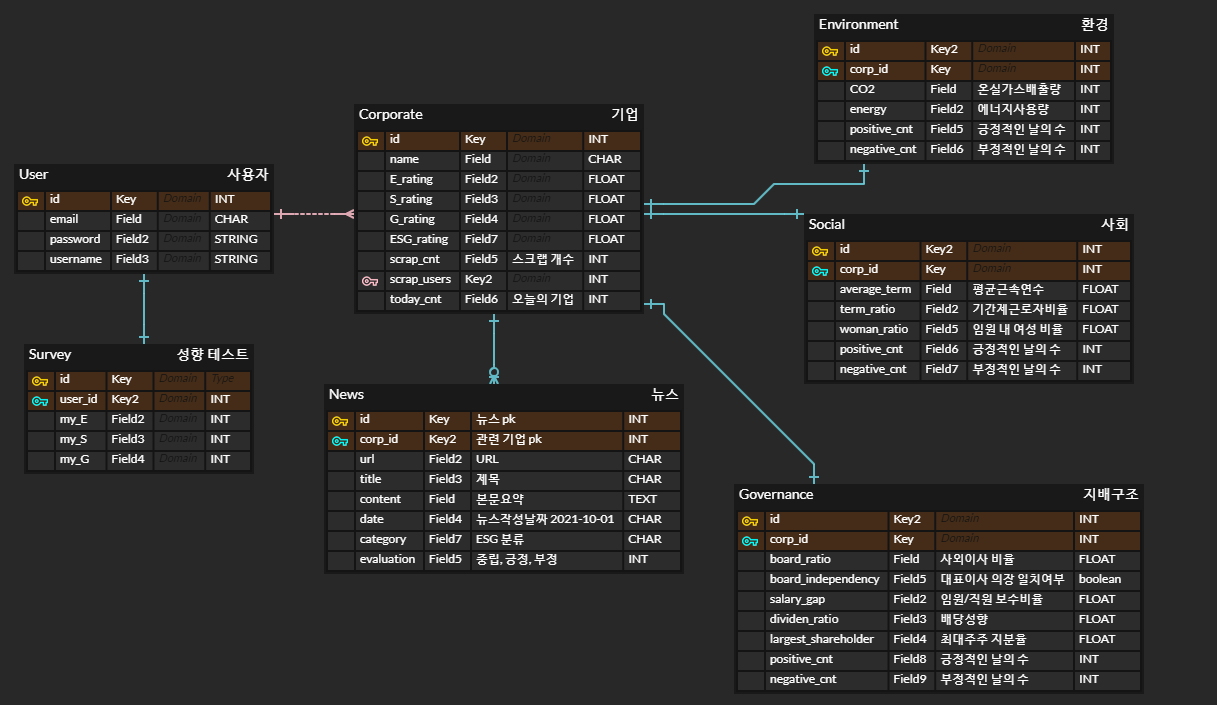 Environment 환경
id Key2 Domain INT
corp_id Key Domain INT
CO2 Field 온실가스배출량 INT
energy Field2 에너지사용량 INT
positive_cnt Field5 긍정적인 날의 수 INT
negative_cnt Field6 부정적인 날의 수 INT
Corporate 기업
id Key Domain INT
name Field Domain CHAR
E_rating Field2 Domain FLOAT
S_rating Field3 Domain FLOAT
G_rating Field4 Domain FLOAT
ESG_rating Field7 Domain FLOAT
scrap_cnt Field5 스크랩 개수 INT
scrap_users Key2 Domain INT
today_cnt Field6 오늘의 기업 INT
User 사용자
id Key Domain INT
email Field Domain CHAR
password Field2 Domain STRING
username Field3 Domain STRING
Social 사회
id Key2 Domain INT
corp_id Key Domain INT
average_term Field 평균근속연수 FLOAT
term_ratio Field2 기간제근로자비율 FLOAT
woman_ratio Field5 임원 내 여성 비율 FLOAT
positive_cnt Field6 긍정적인 날의 수 INT
negative_cnt Field7 부정적인 날의 수 INT
Survey 성향 테스트
id Key Domain Type
user_id Key2 Domain INT
my_E Field2 Domain INT
my_S Field3 Domain INT
my_G Field4 Domain INT
News 뉴스
id Key 뉴스 pk INT
corp_id Key2 관련 기업 pk INT
url Field2 URL CHAR
title Field3 제목 CHAR
content Field 본문요약 TEXT
date Field4 뉴스작성날짜 2021-10-01 CHAR
category Field7 ESG 분류 CHAR
evaluation Field5 중립, 긍정, 부정 INT
Governance 지배구조
id Key2 Domain INT
corp_id Key Domain INT
board_ratio Field 사외이사 비율 FLOAT
board_independency Field5 대표이사 의장 일치여부 boolean
salary_gap Field2 임원/직원 보수비율 FLOAT
dividen_ratio Field3 배당성향 FLOAT
largest_shareholder Field4 최대주주 지분율 FLOAT
positive_cnt Field8 긍정적인 날의 수 INT
negative_cnt Field9 부정적인 날의 수 INT